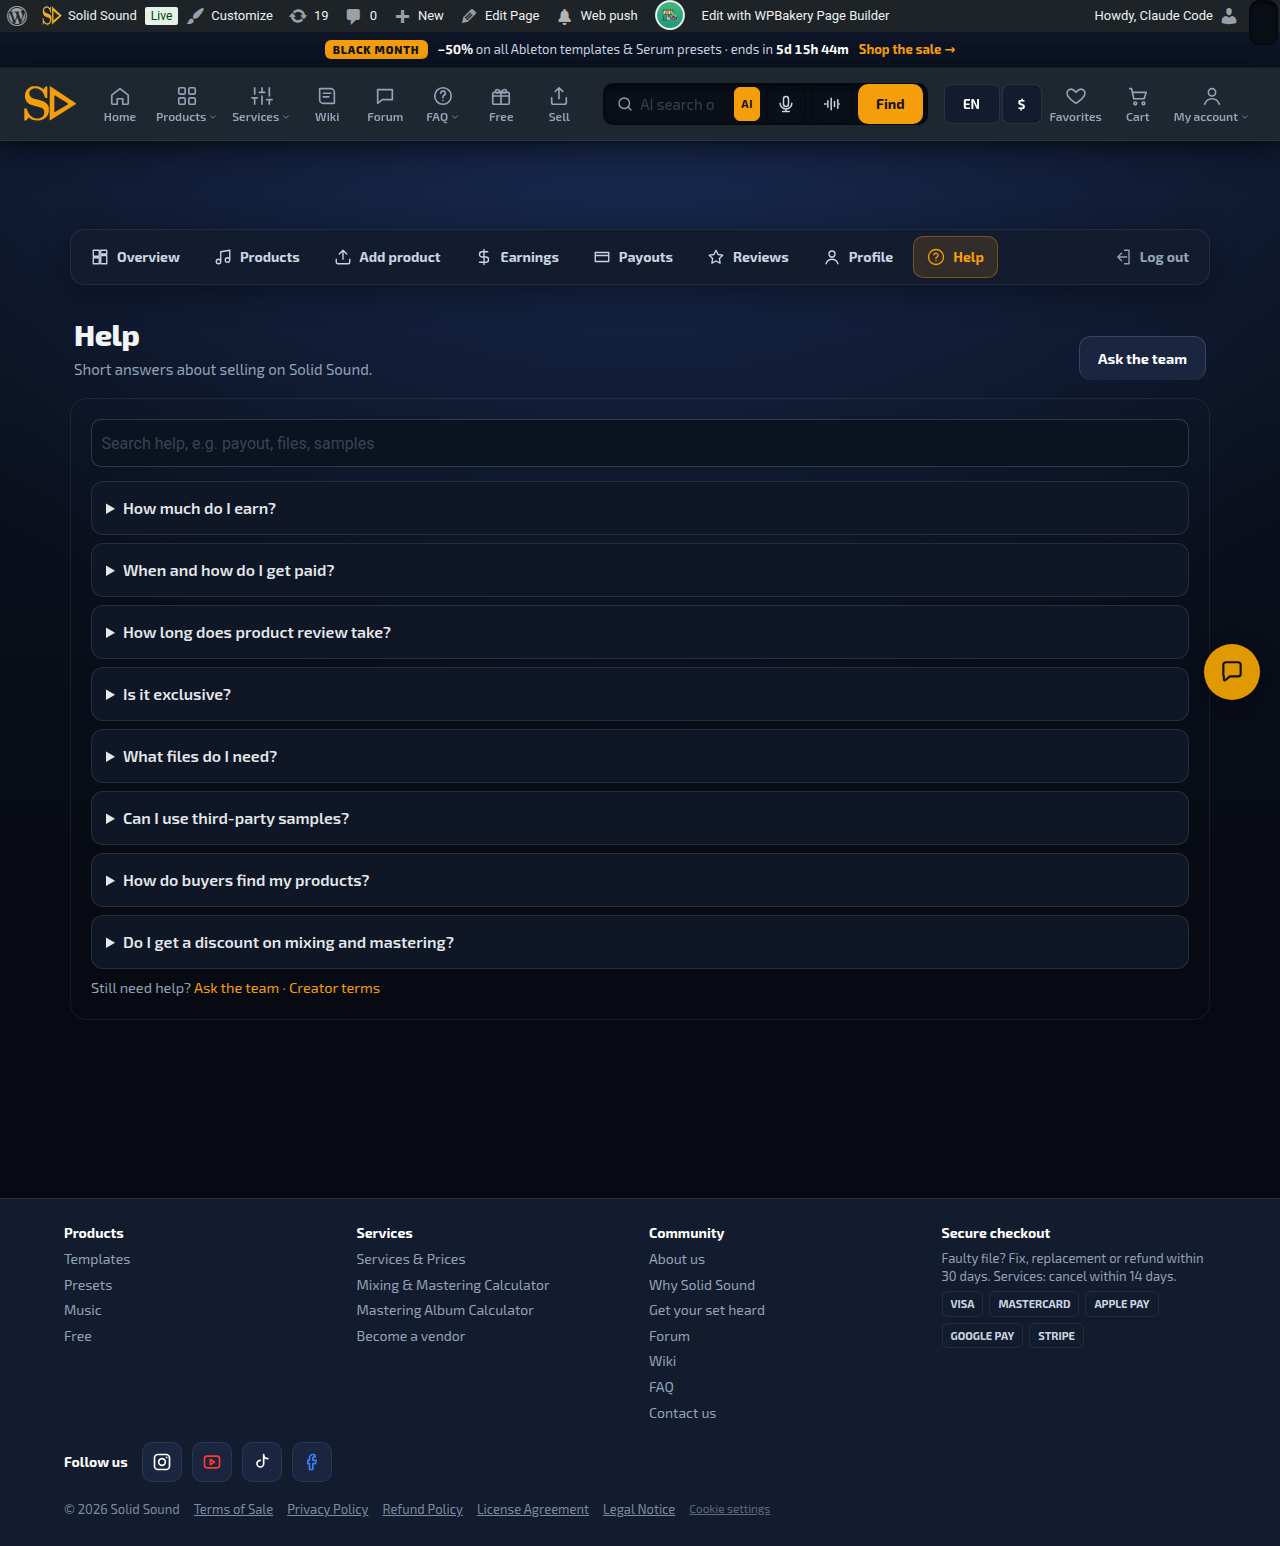 Solid Sound Live Customize 19 0 New Edit Page Web push Edit with WPBakery Page Builder Howdy, Claude Code
BLACK MONTH −50% on all Ableton templates & Serum presets · ends in 5d 15h 44m Shop the sale →
SD Home Products Services Wiki Forum FAQ Free Sell AI search o AI Find EN $ Favorites Cart My account
Overview Products Add product Earnings Payouts Reviews Profile Help Log out
Help
Short answers about selling on Solid Sound.
Ask the team
Search help, e.g. payout, files, samples
How much do I earn?
When and how do I get paid?
How long does product review take?
Is it exclusive?
What files do I need?
Can I use third-party samples?
How do buyers find my products?
Do I get a discount on mixing and mastering?
Still need help? Ask the team · Creator terms
Products
Templates
Presets
Music
Free
Services
Services & Prices
Mixing & Mastering Calculator
Mastering Album Calculator
Become a vendor
Community
About us
Why Solid Sound
Get your set heard
Forum
Wiki
FAQ
Contact us
Secure checkout
Faulty file? Fix, replacement or refund within
30 days. Services: cancel within 14 days.
VISA MASTERCARD APPLE PAY
GOOGLE PAY STRIPE
Follow us
© 2026 Solid Sound Terms of Sale Privacy Policy Refund Policy License Agreement Legal Notice Cookie settings